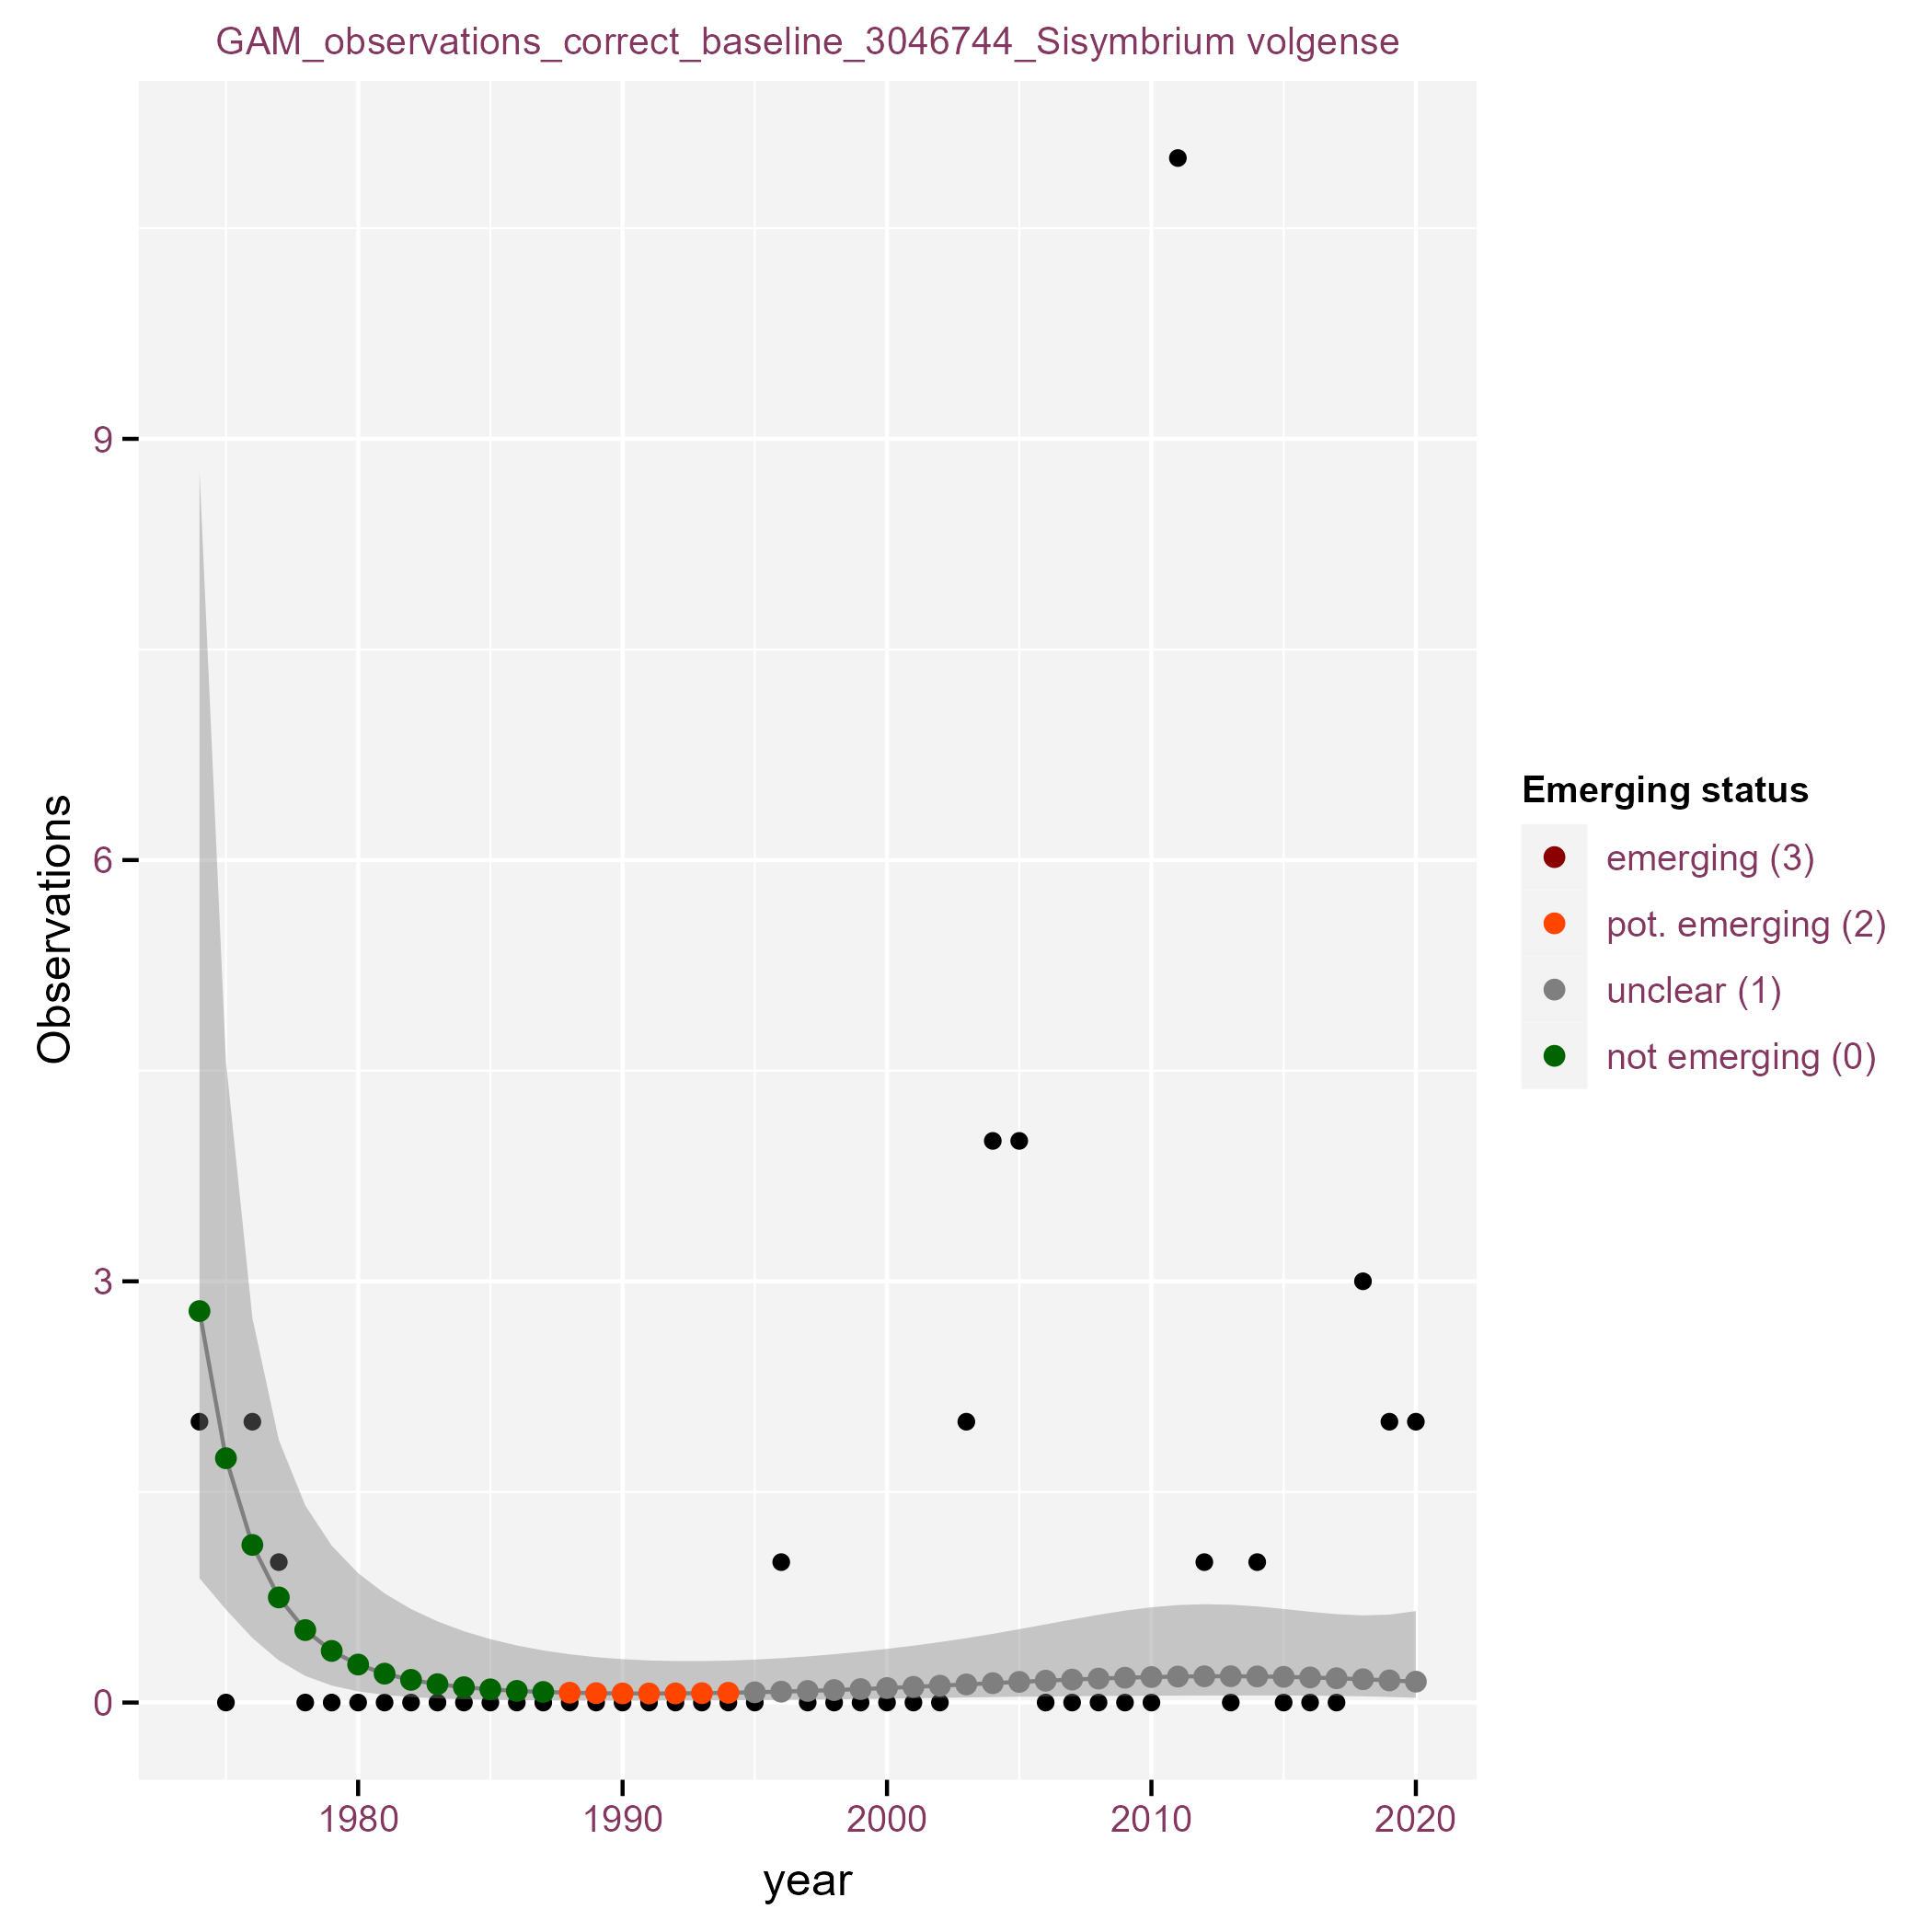 GAM_observations_correct_baseline_3046744_Sisymbrium volgense
Observations
9
6
3
0
1980
1990
2000
2010
2020
year
Emerging status
emerging (3)
pot. emerging (2)
unclear (1)
not emerging (0)